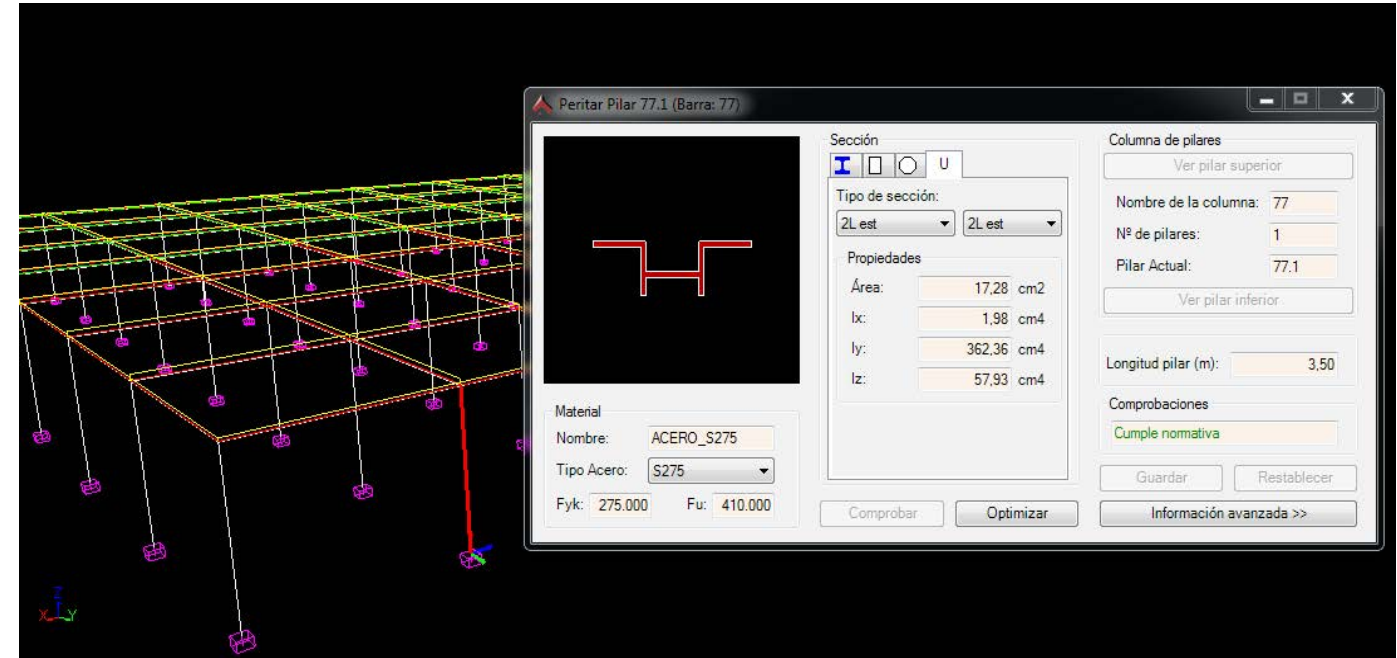 Peritar Pilar 77.1 (Barra: 77)
Sección
U
Tipo de sección:
2L est 2L est
Propiedades
Área: 17,28 cm2
Ix: 1,98 cm4
Iy: 362,36 cm4
Iz: 57,93 cm4
Columna de pilares
Ver pilar superior
Nombre de la columna: 77
Nº de pilares: 1
Pilar Actual: 77.1
Ver pilar inferior
Longitud pilar (m): 3,50
Comprobaciones
Cumple normativa
Material
Nombre: ACERO_S275
Tipo Acero: S275
Fyk: 275.000 Fu: 410.000
Comprobar Optimizar
Guardar Restablecer
Información avanzada >>
Z
X Y